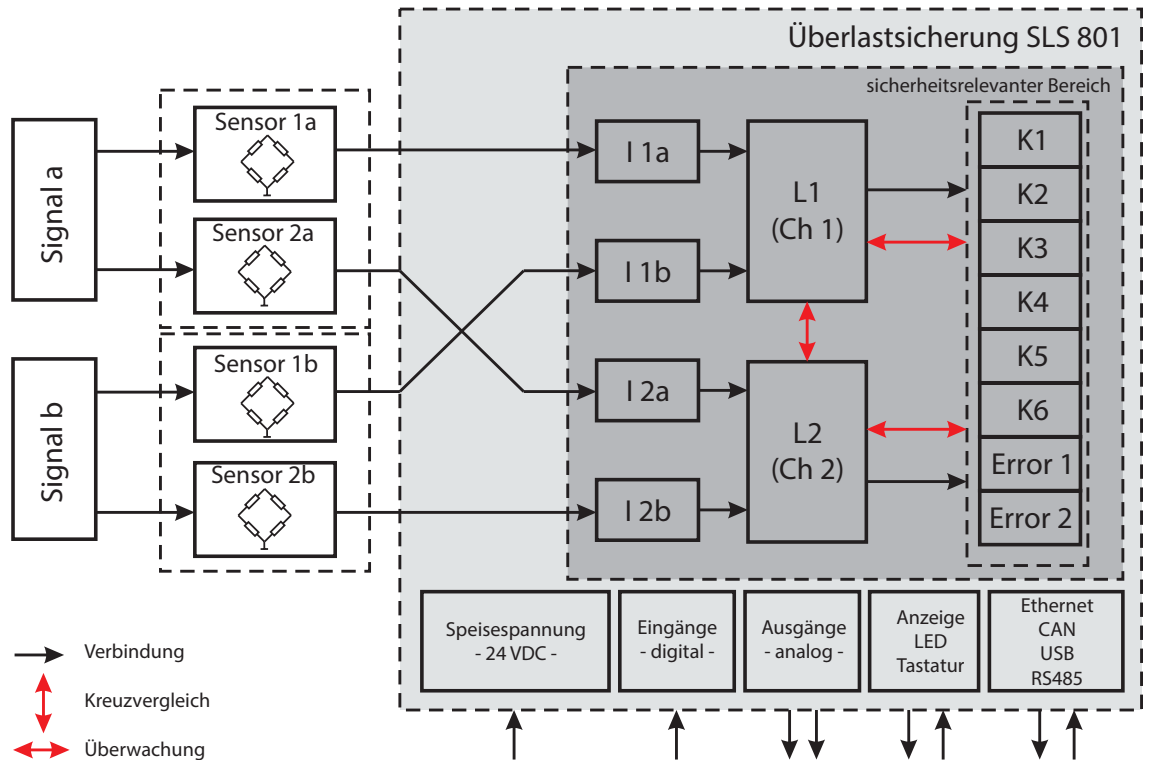 Überlastsicherung SLS 801
sicherheitsrelevanter Bereich
Signal a
Sensor 1a
Sensor 2a
Signal b
Sensor 1b
Sensor 2b
I 1a
I 1b
I 2a
I 2b
L1
(Ch 1)
L2
(Ch 2)
K1
K2
K3
K4
K5
K6
Error 1
Error 2
Speisespannung
- 24 VDC -
Eingänge
- digital -
Ausgänge
- analog -
Anzeige
LED
Tastatur
Ethernet
CAN
USB
RS485
Verbindung
Kreuzvergleich
Überwachung